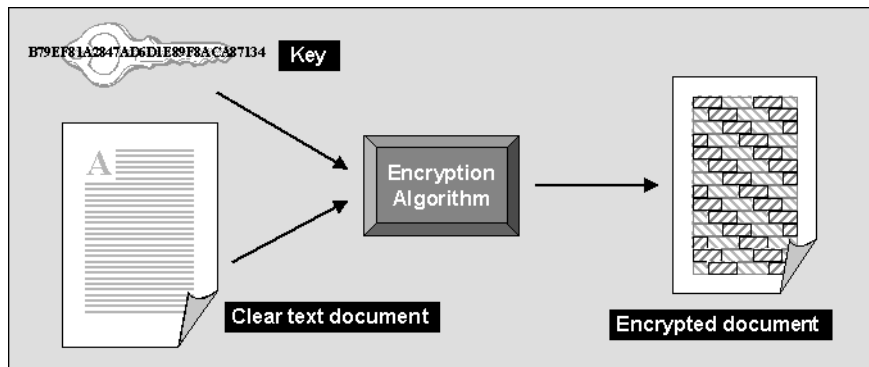 B79EF81A2847AD6D1E89F8ACA87134
Key
A
Encryption
Algorithm
Clear text document
Encrypted document